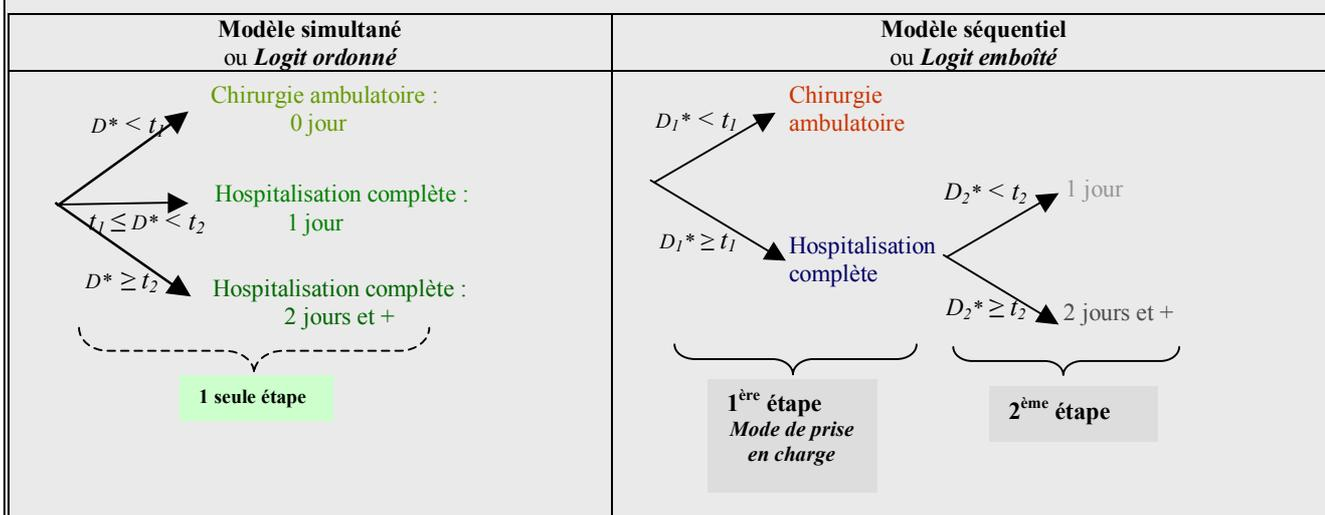 Modèle simultané
ou Logit ordonné
Chirurgie ambulatoire :
0 jour
D* < t1
Hospitalisation complète :
1 jour
t1 ≤ D* < t2
D* ≥ t2
Hospitalisation complète :
2 jours et +
1 seule étape
Modèle séquentiel
ou Logit emboîté
Chirurgie
ambulatoire
D1* < t1
D1* ≥ t1
Hospitalisation
complète
D2* < t2
1 jour
D2* ≥ t2
2 jours et +
1ère étape
Mode de prise
en charge
2ème étape